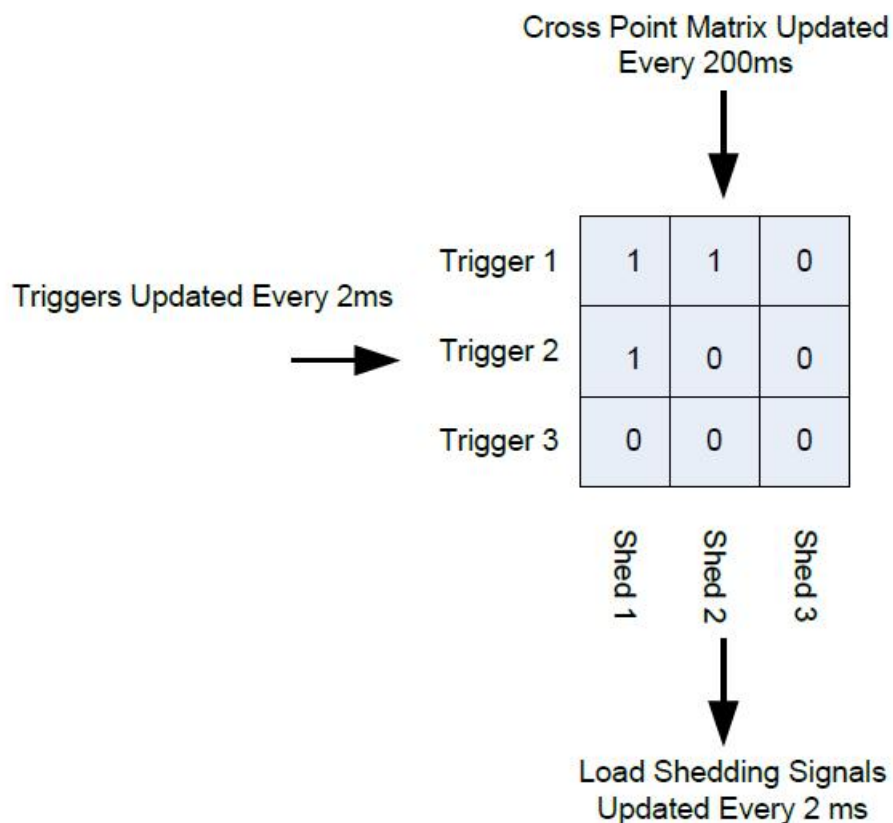 Cross Point Matrix Updated
Every 200ms
Triggers Updated Every 2ms
Trigger 1 1 1 0
Trigger 2 1 0 0
Trigger 3 0 0 0
Shed 1
Shed 2
Shed 3
Load Shedding Signals
Updated Every 2 ms